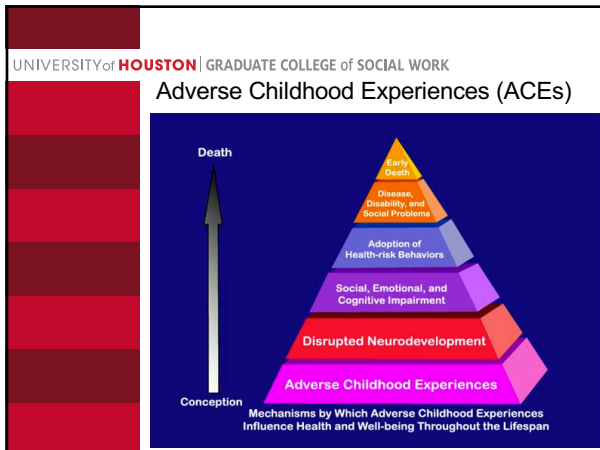 UNIVERSITY of HOUSTON | GRADUATE COLLEGE of SOCIAL WORK
Adverse Childhood Experiences (ACEs)
Death
Early
Death
Disease,
Disability, and
Social Problems
Adoption of
Health-risk Behaviors
Social, Emotional, and
Cognitive Impairment
Disrupted Neurodevelopment
Adverse Childhood Experiences
Conception
Mechanisms by Which Adverse Childhood Experiences
Influence Health and Well-being Throughout the Lifespan